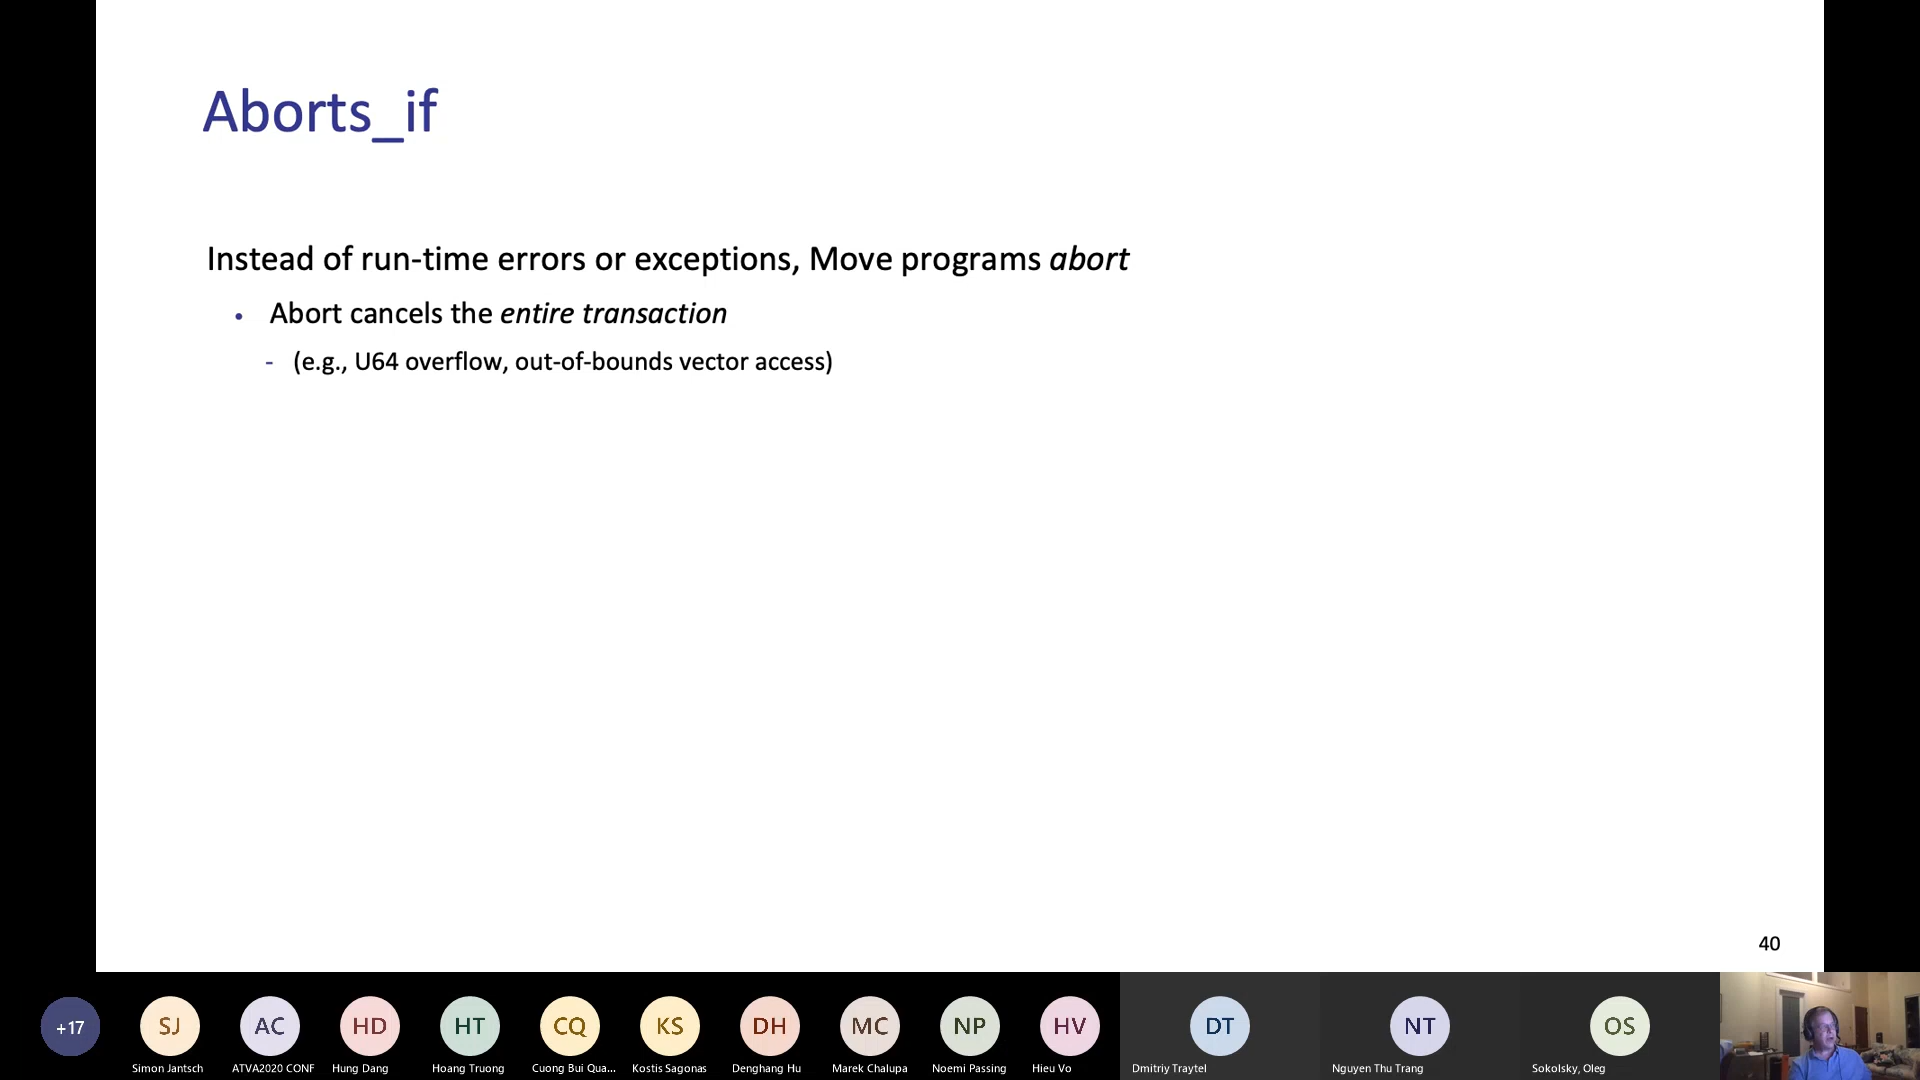 Aborts_if
Instead of run-time errors or exceptions, Move programs abort
• Abort cancels the entire transaction
- (e.g., U64 overflow, out-of-bounds vector access)
40
+17 SJ AC HD HT CQ KS DH MC NP HV DT NT OS
Simon Jantsch ATVA2020 CONF Hung Dang Hoang Truong Cuong Bui Qua... Kostis Sagonas Denghang Hu Marek Chalupa Noemi Passing Hieu Vo Dmitriy Traytel Nguyen Thu Trang Sokolsky, Oleg